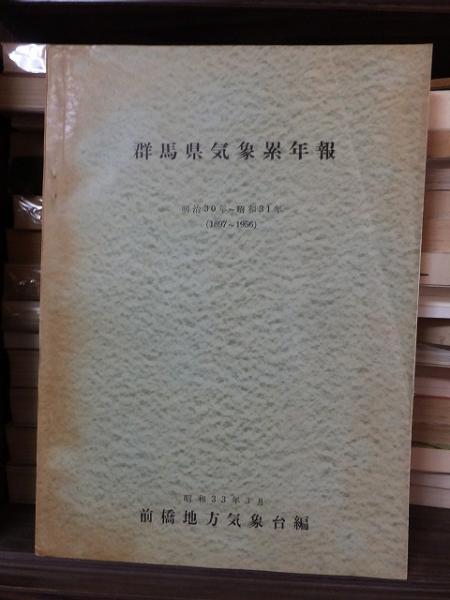 群馬県気象累年報
明治30年~昭和31年
(1897~1956)
昭和33年3月
前橋地方気象台編